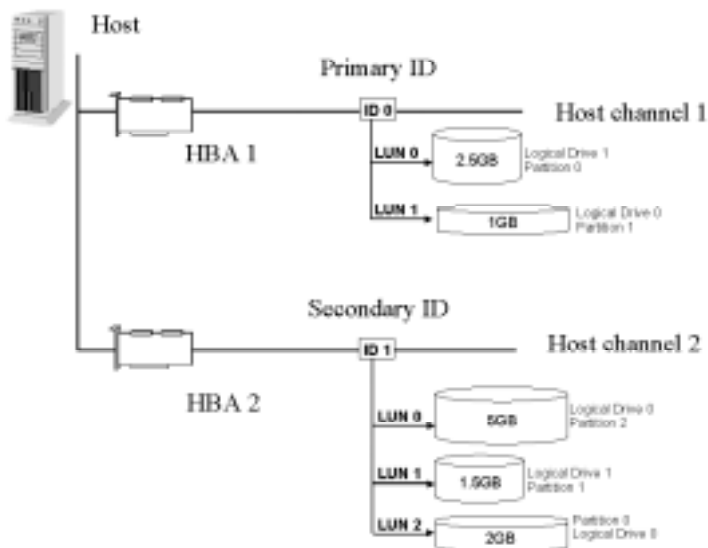 Host
Primary ID
ID 0
Host channel 1
HBA 1
LUN 0
2.5GB
Logical Drive 1
Partition 0
LUN 1
1GB
Logical Drive 0
Partition 1
Secondary ID
ID 1
Host channel 2
HBA 2
LUN 0
5GB
Logical Drive 0
Partition 2
LUN 1
1.5GB
Logical Drive 1
Partition 1
LUN 2
2GB
Partition 0
Logical Drive 0